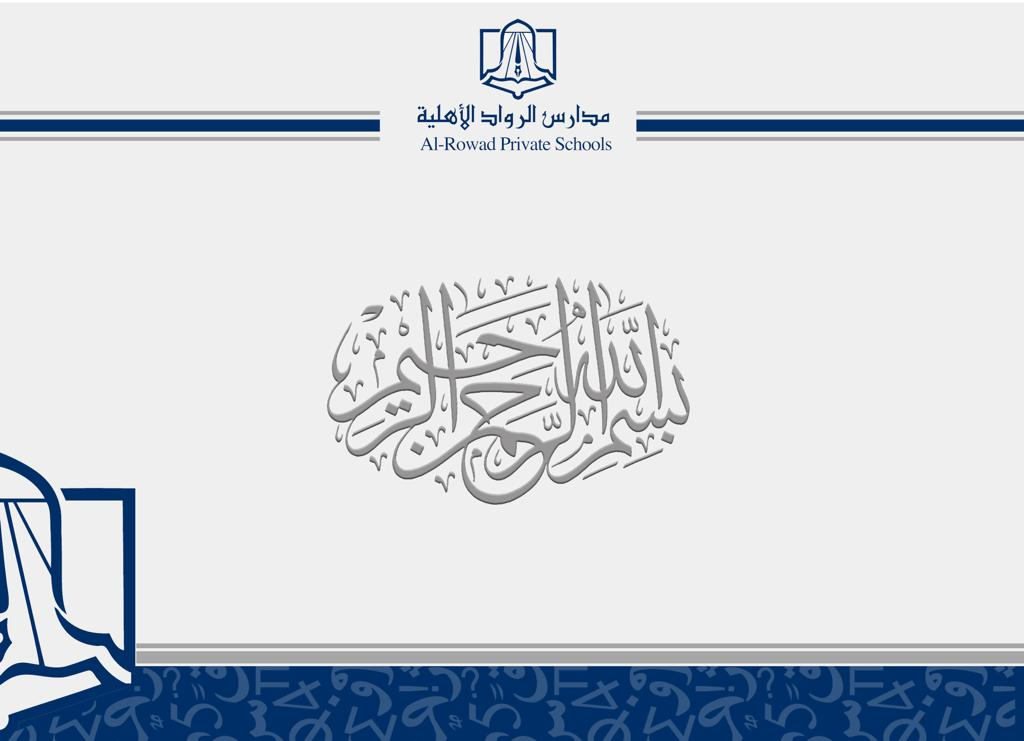 مدارس الرواد الأهلية
Al-Rowad Private Schools
بسم الله الرحمن الرحيم